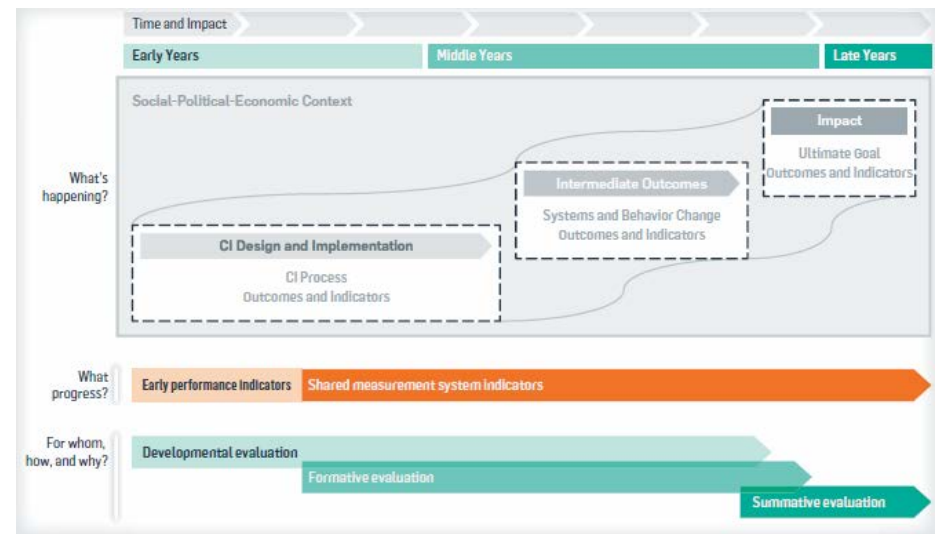 Time and Impact
Early Years
Middle Years
Late Years
Social-Political-Economic Context
What's
happening?
Impact
Ultimate Goal
Outcomes and Indicators
Intermediate Outcomes
Systems and Behavior Change
Outcomes and Indicators
CI Design and Implementation
CI Process
Outcomes and Indicators
What
progress?
Early performance indicators
Shared measurement system indicators
For whom,
how, and why?
Developmental evaluation
Formative evaluation
Summative evaluation